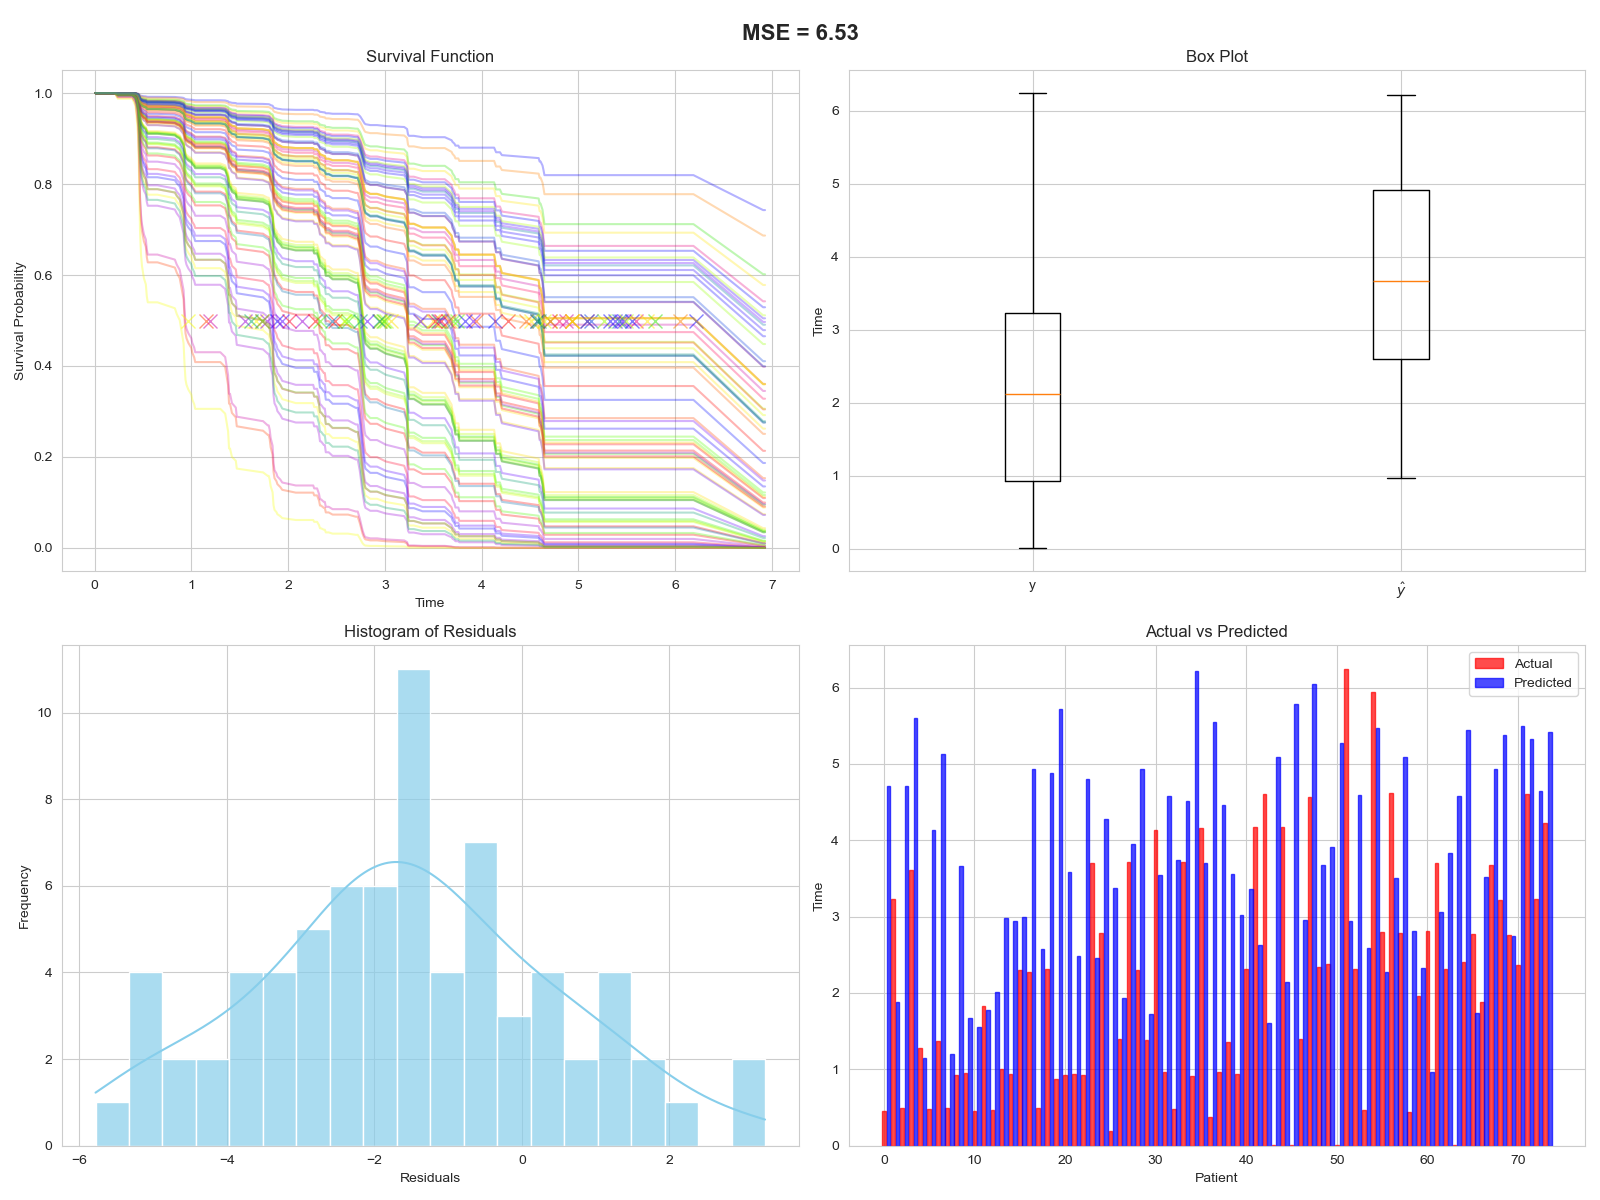 MSE = 6.53
Survival Function
Survival Probability
1.0
0.8
0.6
0.4
0.2
0.0
0 1 2 3 4 5 6 7
Time
Box Plot
Time
6
5
4
3
2
1
0
y ŷ
Histogram of Residuals
Frequency
10
8
6
4
2
0
−6 −4 −2 0 2
Residuals
Actual vs Predicted
Actual
Predicted
Time
6
5
4
3
2
1
0
0 10 20 30 40 50 60 70
Patient